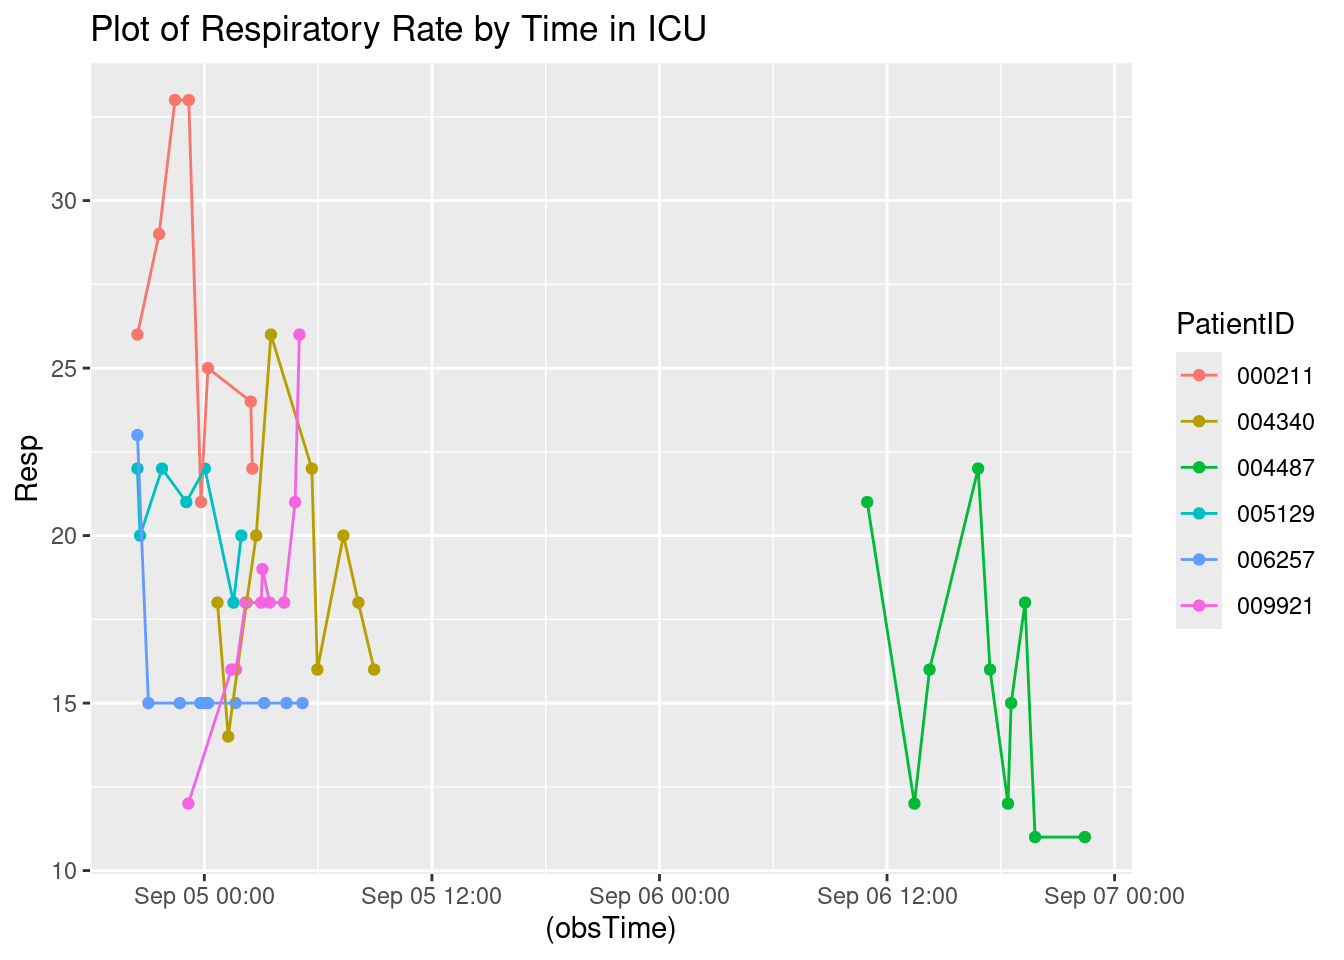 Plot of Respiratory Rate by Time in ICU
30
25
20
15
10
Resp
Sep 05 00:00
Sep 05 12:00
Sep 06 00:00
Sep 06 12:00
Sep 07 00:00
(obsTime)
PatientID
000211
004340
004487
005129
006257
009921